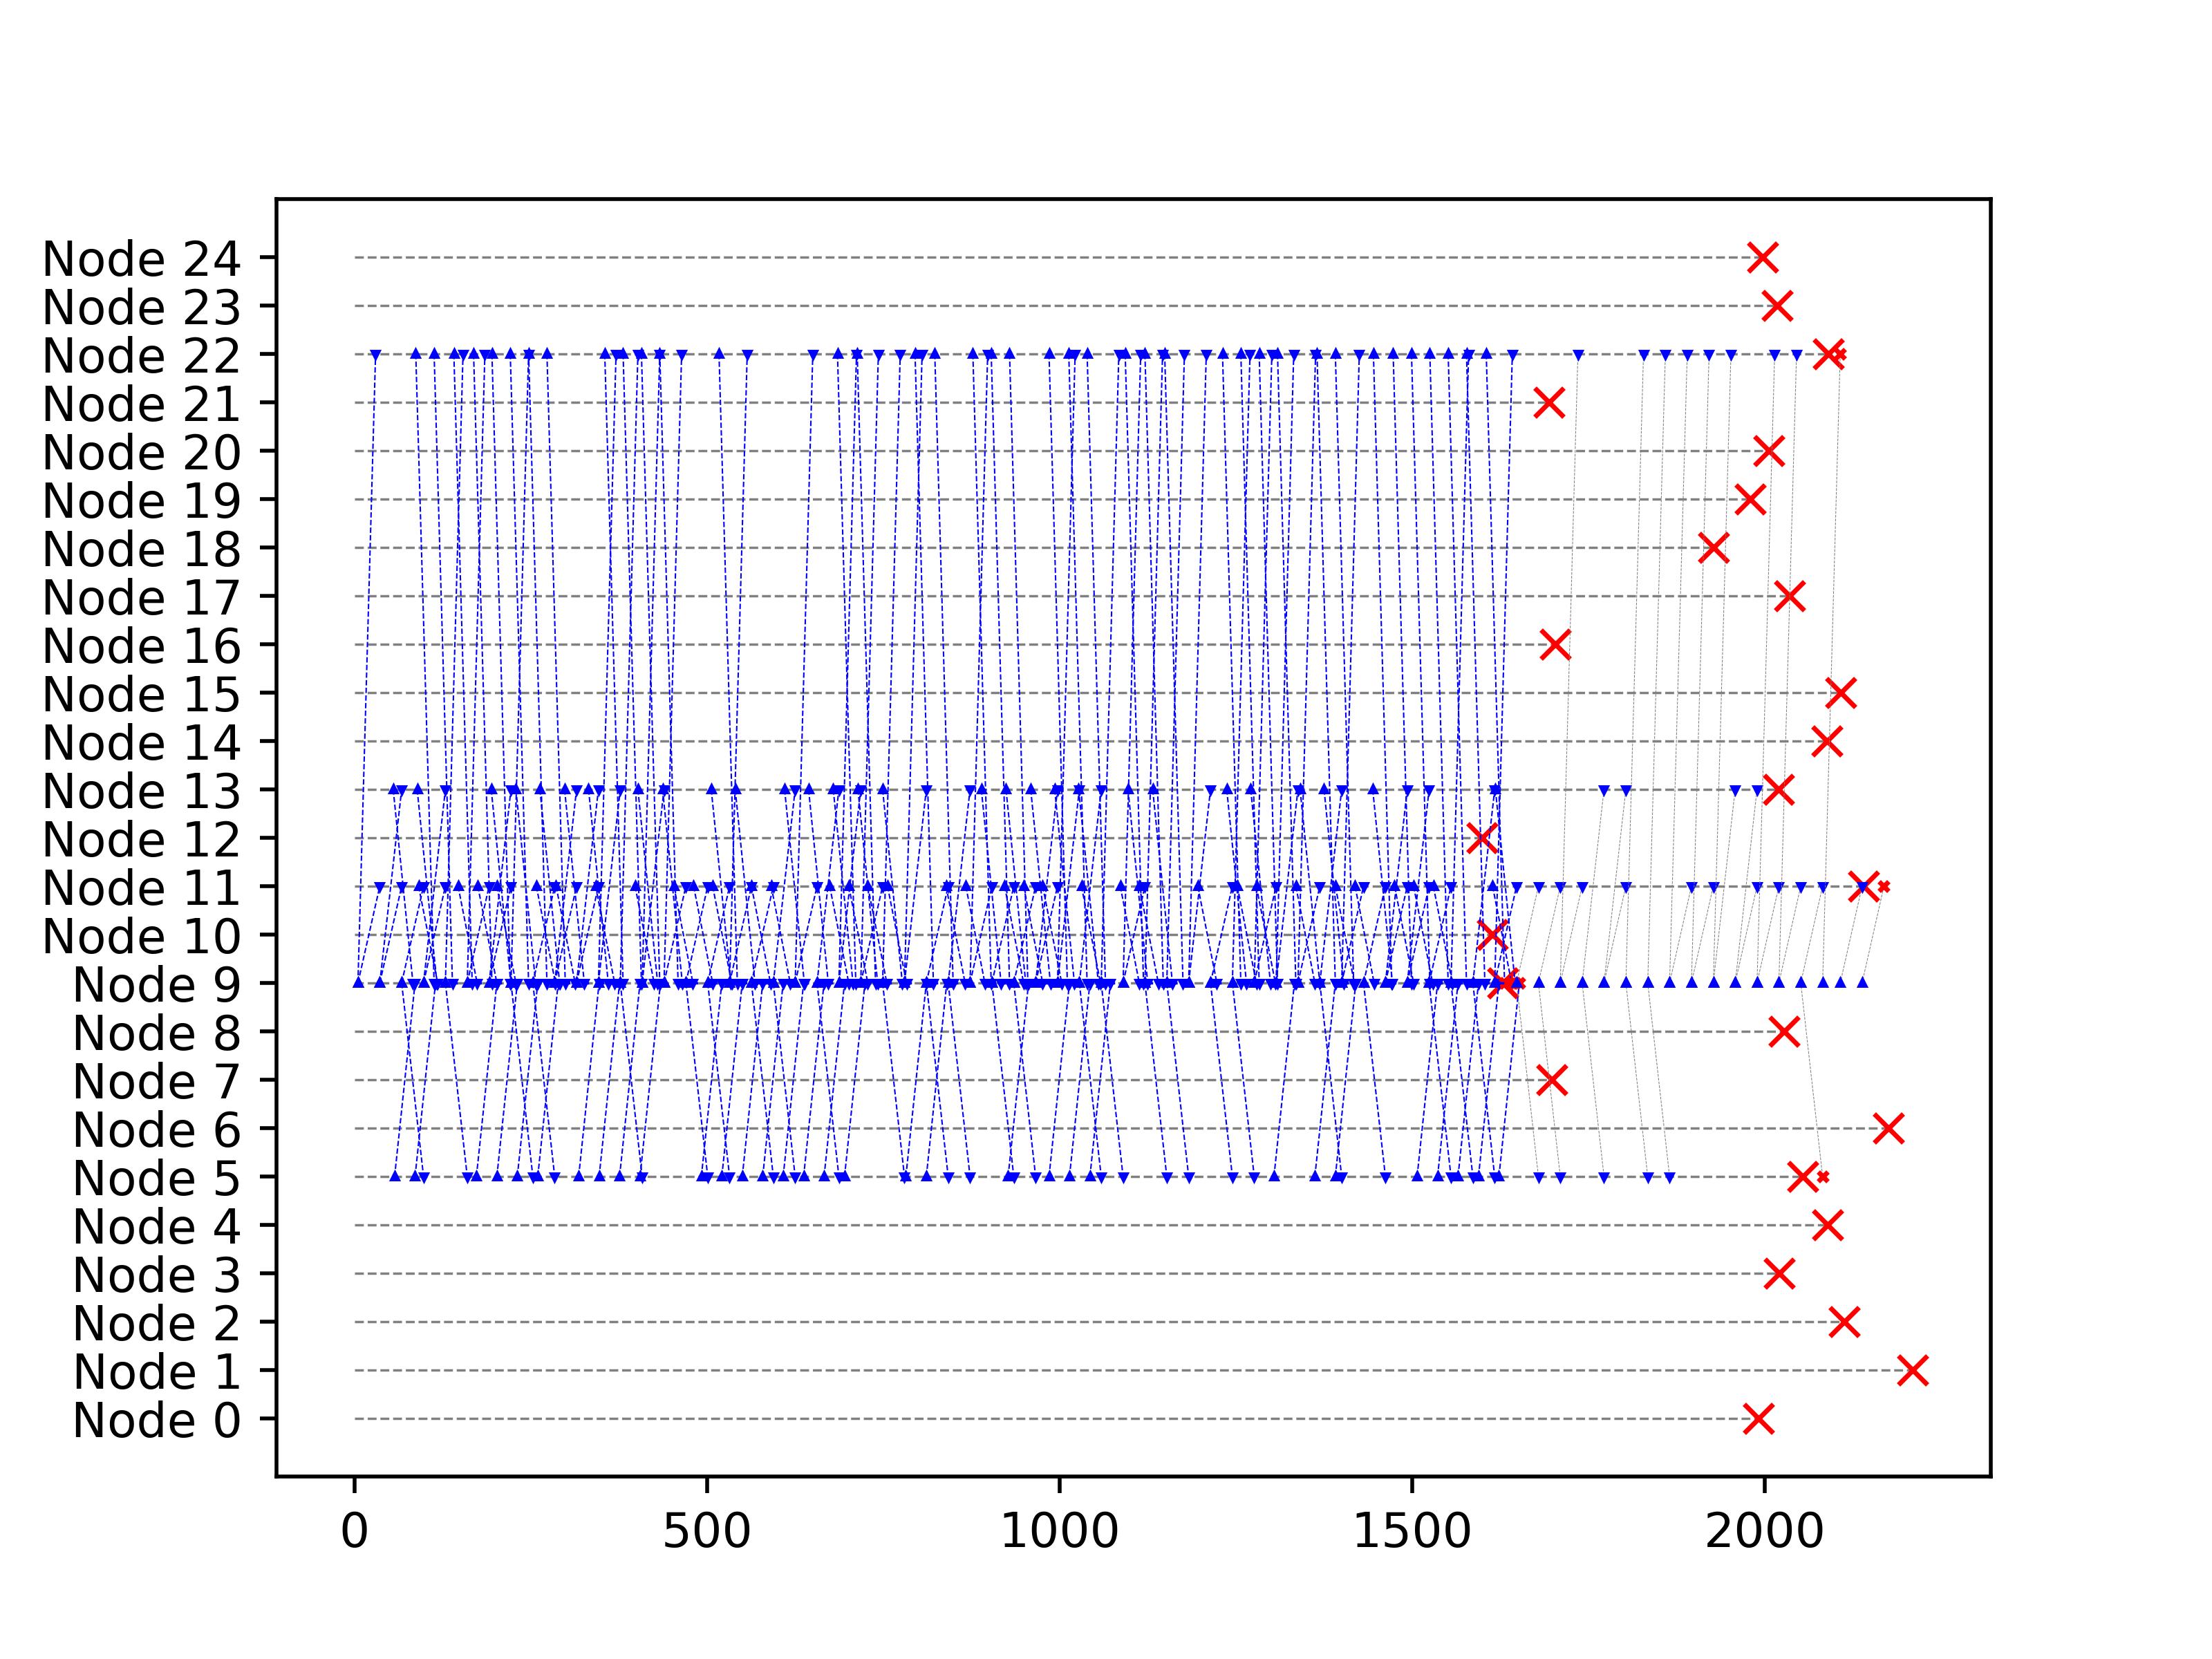 Node 24
Node 23
Node 22
Node 21
Node 20
Node 19
Node 18
Node 17
Node 16
Node 15
Node 14
Node 13
Node 12
Node 11
Node 10
Node 9
Node 8
Node 7
Node 6
Node 5
Node 4
Node 3
Node 2
Node 1
Node 0
0 500 1000 1500 2000